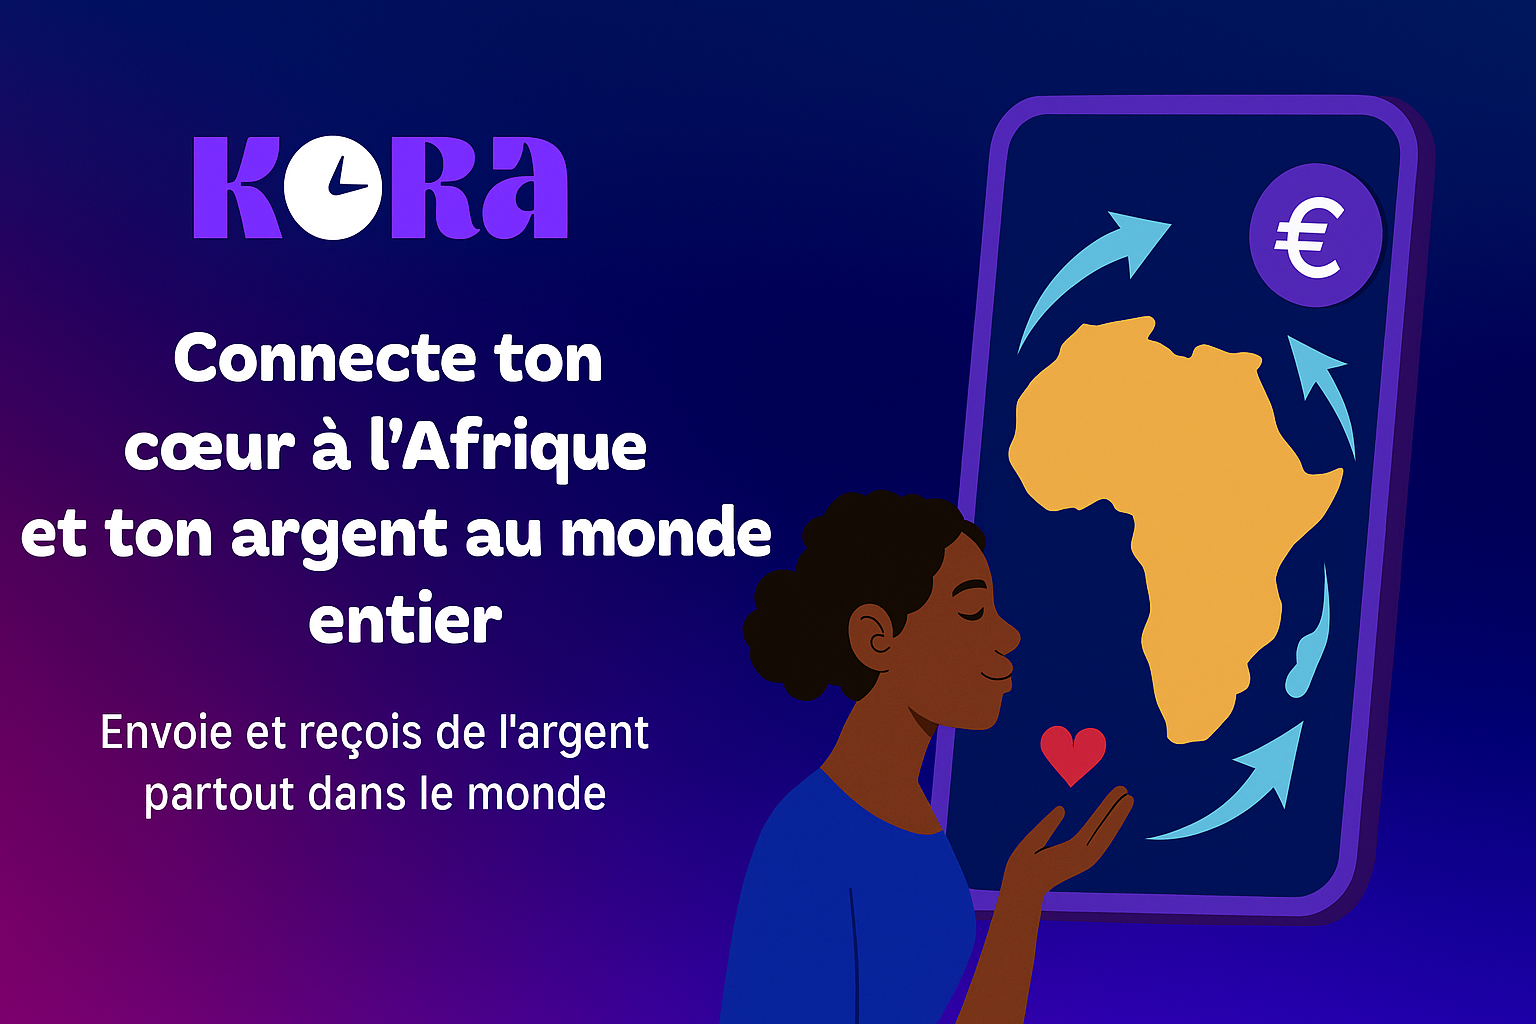 KORa
Connecte ton
cœur à l’Afrique
et ton argent au monde
entier
Envoie et reçois de l'argent
partout dans le monde
€